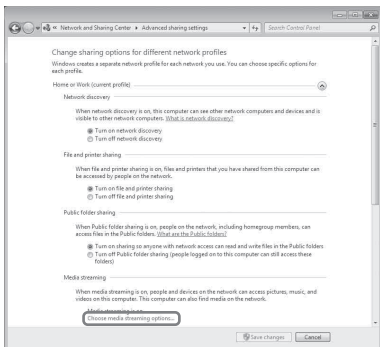 « Network and Sharing Center ▸ Advanced sharing settings
Search Control Panel
Change sharing options for different network profiles
Windows creates a separate network profile for each network you use. You can choose specific options for
each profile.
Home or Work (current profile)
Network discovery
When network discovery is on, this computer can see other network computers and devices and is
visible to other network computers. What is network discovery?
Turn on network discovery
Turn off network discovery
File and printer sharing
When file and printer sharing is on, files and printers that you have shared from this computer can
be accessed by people on the network.
Turn on file and printer sharing
Turn off file and printer sharing
Public folder sharing
When Public folder sharing is on, people on the network, including homegroup members, can
access files in the Public folders. What are the Public folders?
Turn on sharing so anyone with network access can read and write files in the Public folders
Turn off Public folder sharing (people logged on to this computer can still access these
folders)
Media streaming
When media streaming is on, people and devices on the network can access pictures, music, and
videos on this computer. This computer can also find media on the network.
Media streaming is on.
Choose media streaming options...
Save changes
Cancel